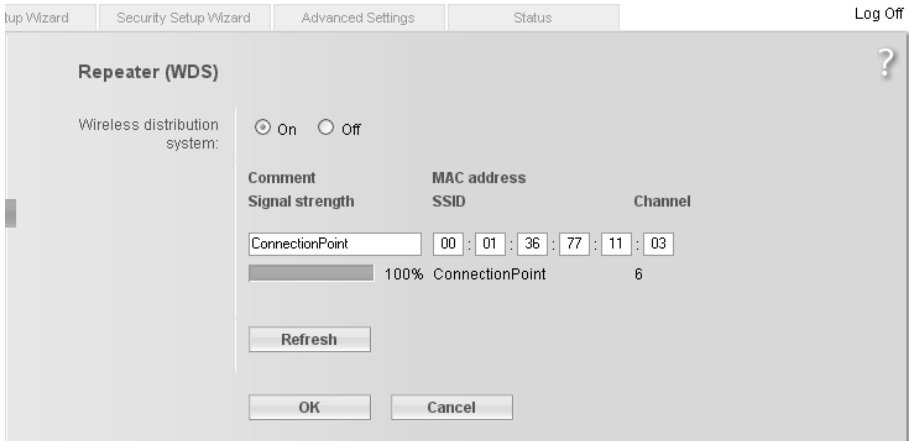 tup Wizard Security Setup Wizard Advanced Settings Status Log Off
Repeater (WDS)
?
Wireless distribution system:
On Off
Comment MAC address
Signal strength SSID Channel
ConnectionPoint 00 : 01 : 36 : 77 : 11 : 03
100% ConnectionPoint 6
Refresh
OK Cancel